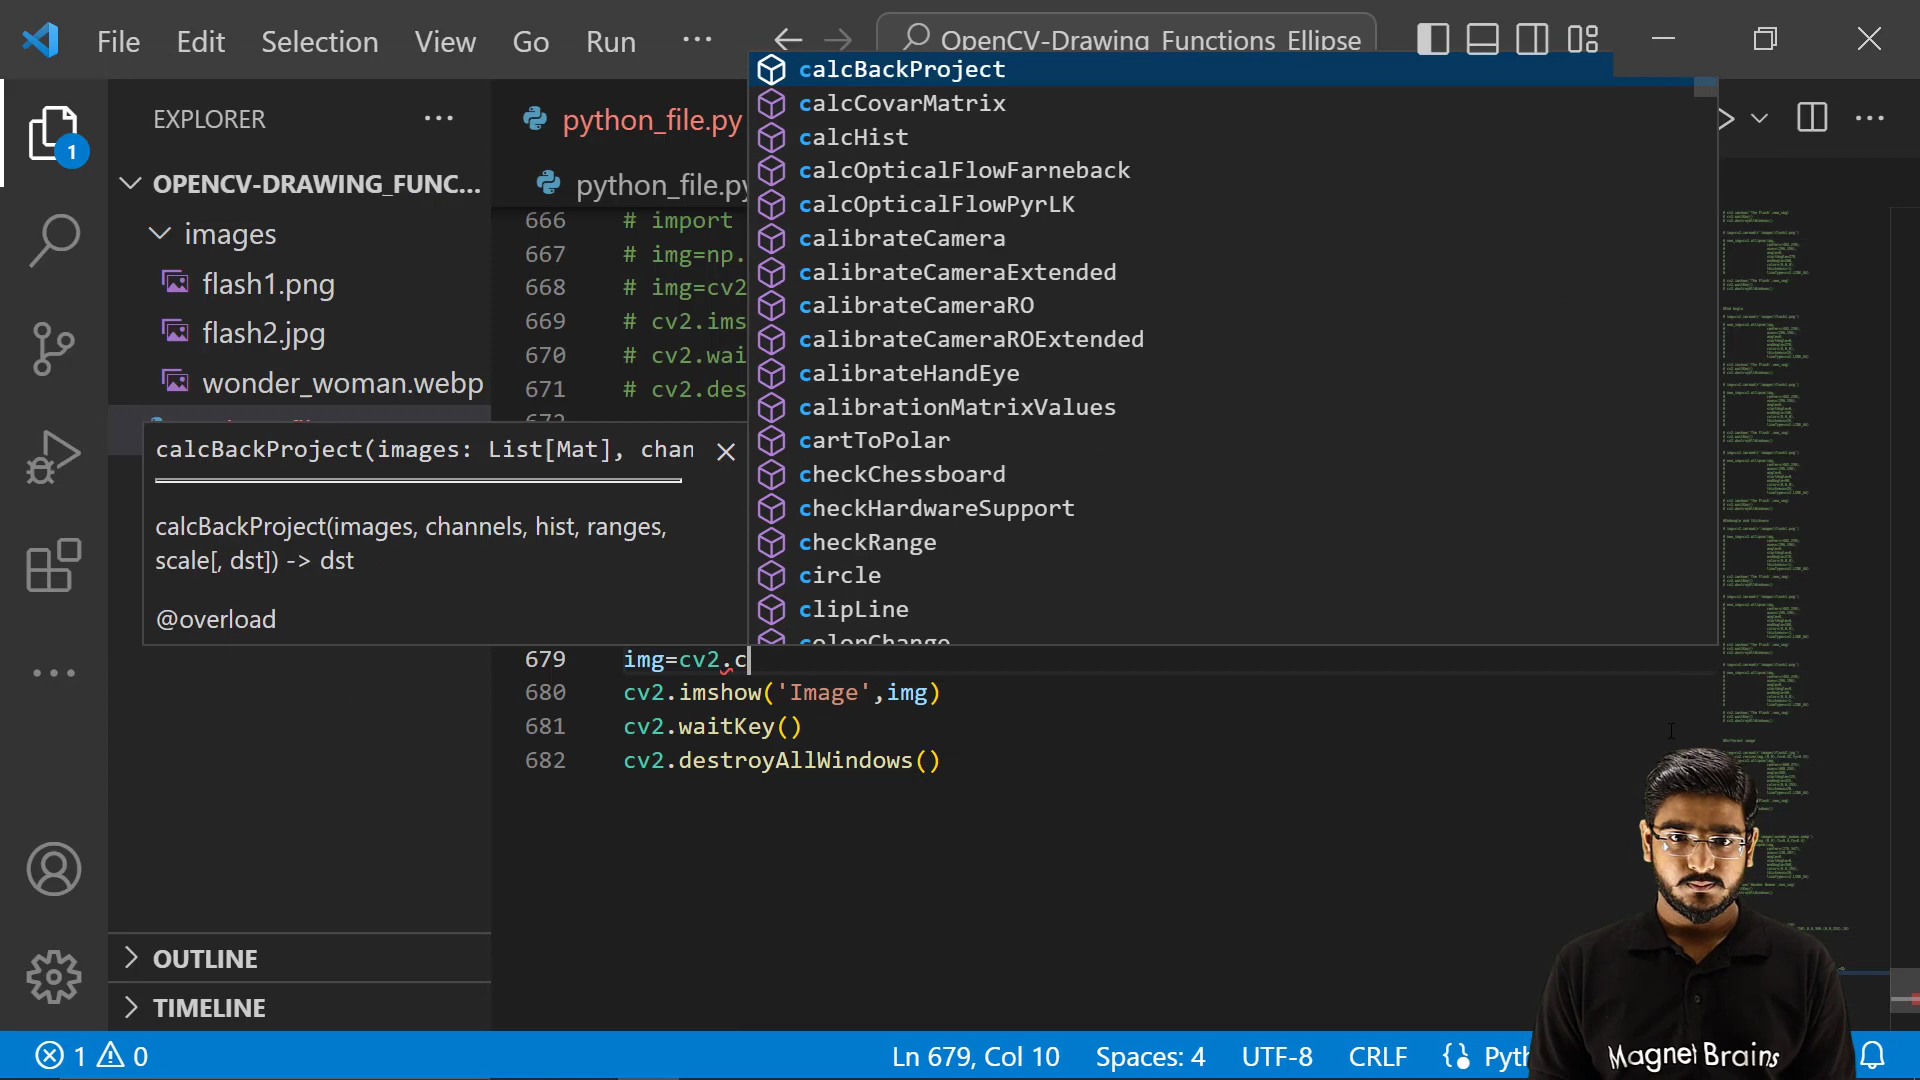 File Edit Selection View Go Run ···
OpenCV-Drawing_Functions_Ellipse
EXPLORER
1
OPENCV-DRAWING_FUNC...
images
flash1.png
flash2.jpg
wonder_woman.webp
OUTLINE
TIMELINE
python_file.py
python_file.py
666 # import
667 # img=np.
668 # img=cv2
669 # cv2.ims
670 # cv2.wai
671 # cv2.des
672
calcBackProject(images: List[Mat], chan
calcBackProject(images, channels, hist, ranges,
scale[, dst]) -> dst
@overload
calcBackProject
calcCovarMatrix
calcHist
calcOpticalFlowFarneback
calcOpticalFlowPyrLK
calibrateCamera
calibrateCameraExtended
calibrateCameraRO
calibrateCameraROExtended
calibrateHandEye
calibrationMatrixValues
cartToPolar
checkChessboard
checkHardwareSupport
checkRange
circle
clipLine
colorChange
679 img=cv2.c
680 cv2.imshow('Image',img)
681 cv2.waitKey()
682 cv2.destroyAllWindows()
1 0
Ln 679, Col 10 Spaces: 4 UTF-8 CRLF Pyth
Magnet Brains